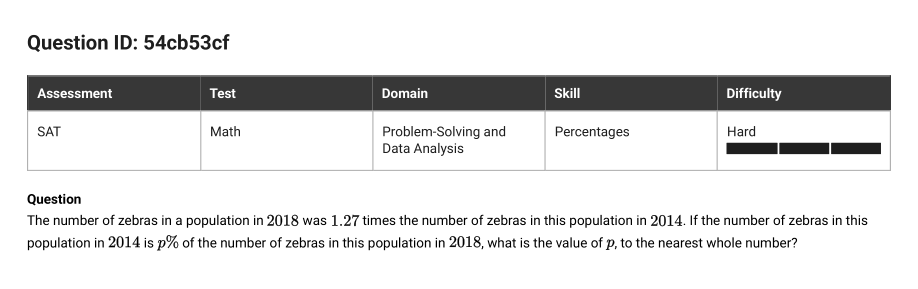 Question ID: 54cb53cf
Assessment Test Domain Skill Difficulty
SAT Math Problem-Solving and Data Analysis Percentages Hard
Question
The number of zebras in a population in 2018 was 1.27 times the number of zebras in this population in 2014. If the number of zebras in this
population in 2014 is p% of the number of zebras in this population in 2018, what is the value of p, to the nearest whole number?